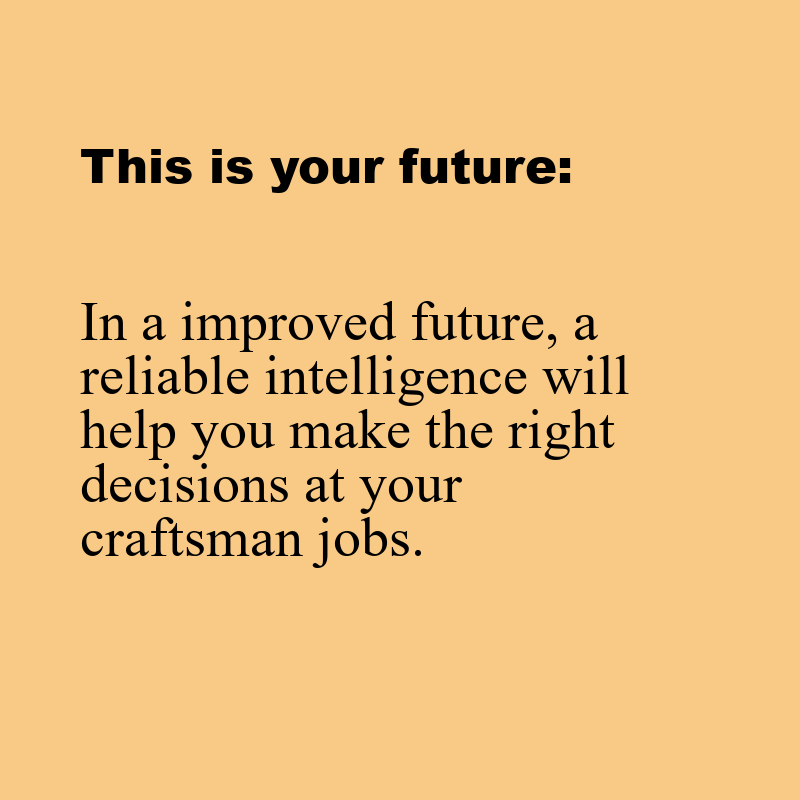 This is your future:
In a improved future, a
reliable intelligence will
help you make the right
decisions at your
craftsman jobs.